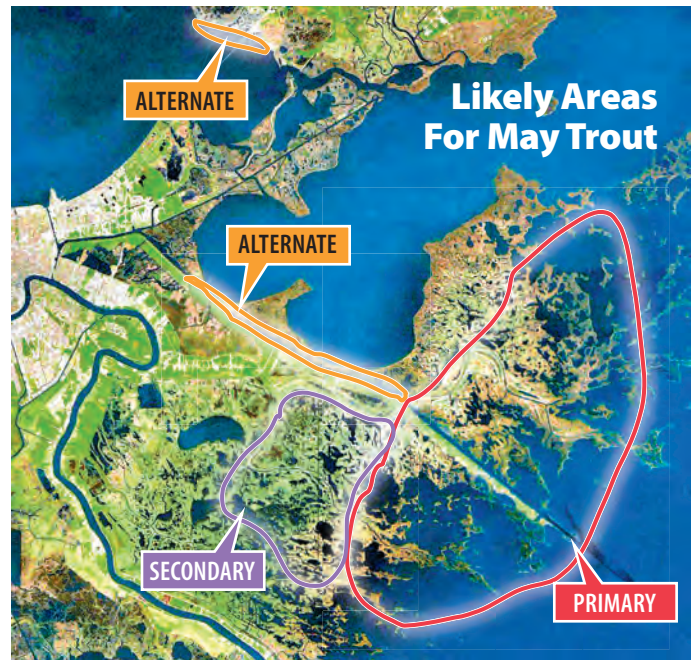 ALTERNATE
Likely Areas
For May Trout
ALTERNATE
SECONDARY
PRIMARY